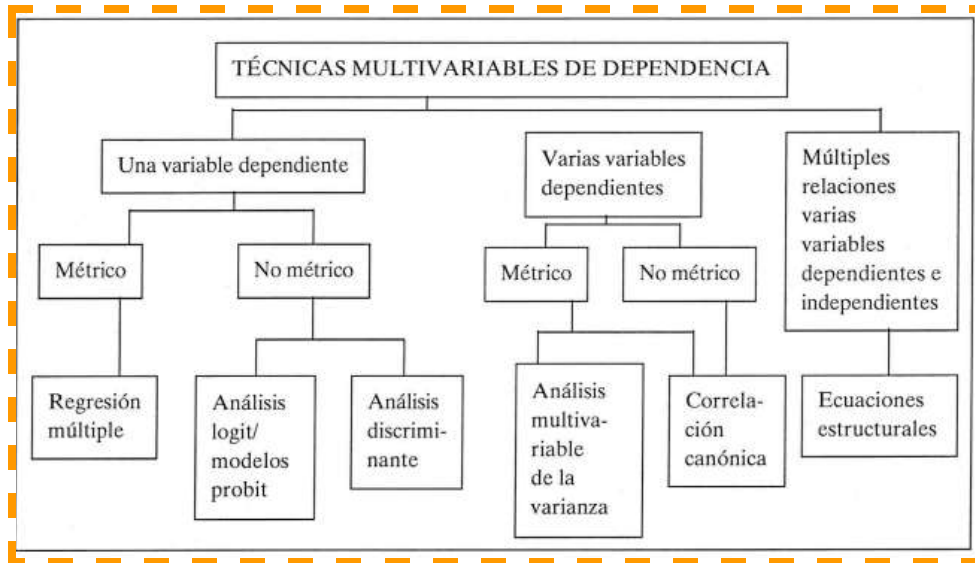 TÉCNICAS MULTIVARIABLES DE DEPENDENCIA
Una variable dependiente
Métrico
No métrico
Regresión
múltiple
Análisis
logit/
modelos
probit
Análisis
discrimi-
nante
Varias variables
dependientes
Métrico
No métrico
Análisis
multiva-
riable
de la
varianza
Correla-
ción
canónica
Múltiples
relaciones
varias
variables
dependientes e
independientes
Ecuaciones
estructurales